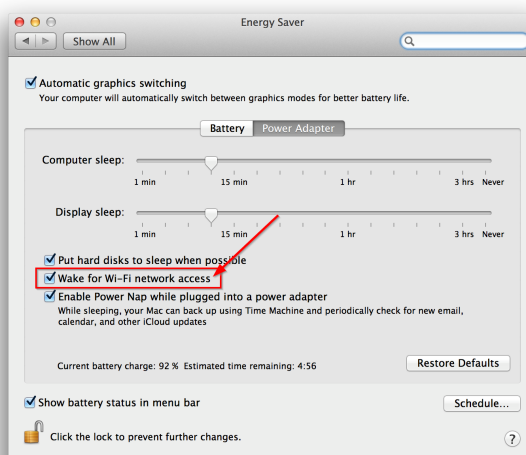 Energy Saver
Show All
Automatic graphics switching
Your computer will automatically switch between graphics modes for better battery life.
Battery Power Adapter
Computer sleep:
1 min 15 min 1 hr 3 hrs Never
Display sleep:
1 min 15 min 1 hr 3 hrs Never
Put hard disks to sleep when possible
Wake for Wi-Fi network access
Enable Power Nap while plugged into a power adapter
While sleeping, your Mac can back up using Time Machine and periodically check for new email,
calendar, and other iCloud updates
Current battery charge: 92 % Estimated time remaining: 4:56
Restore Defaults
Show battery status in menu bar
Schedule...
Click the lock to prevent further changes.
?